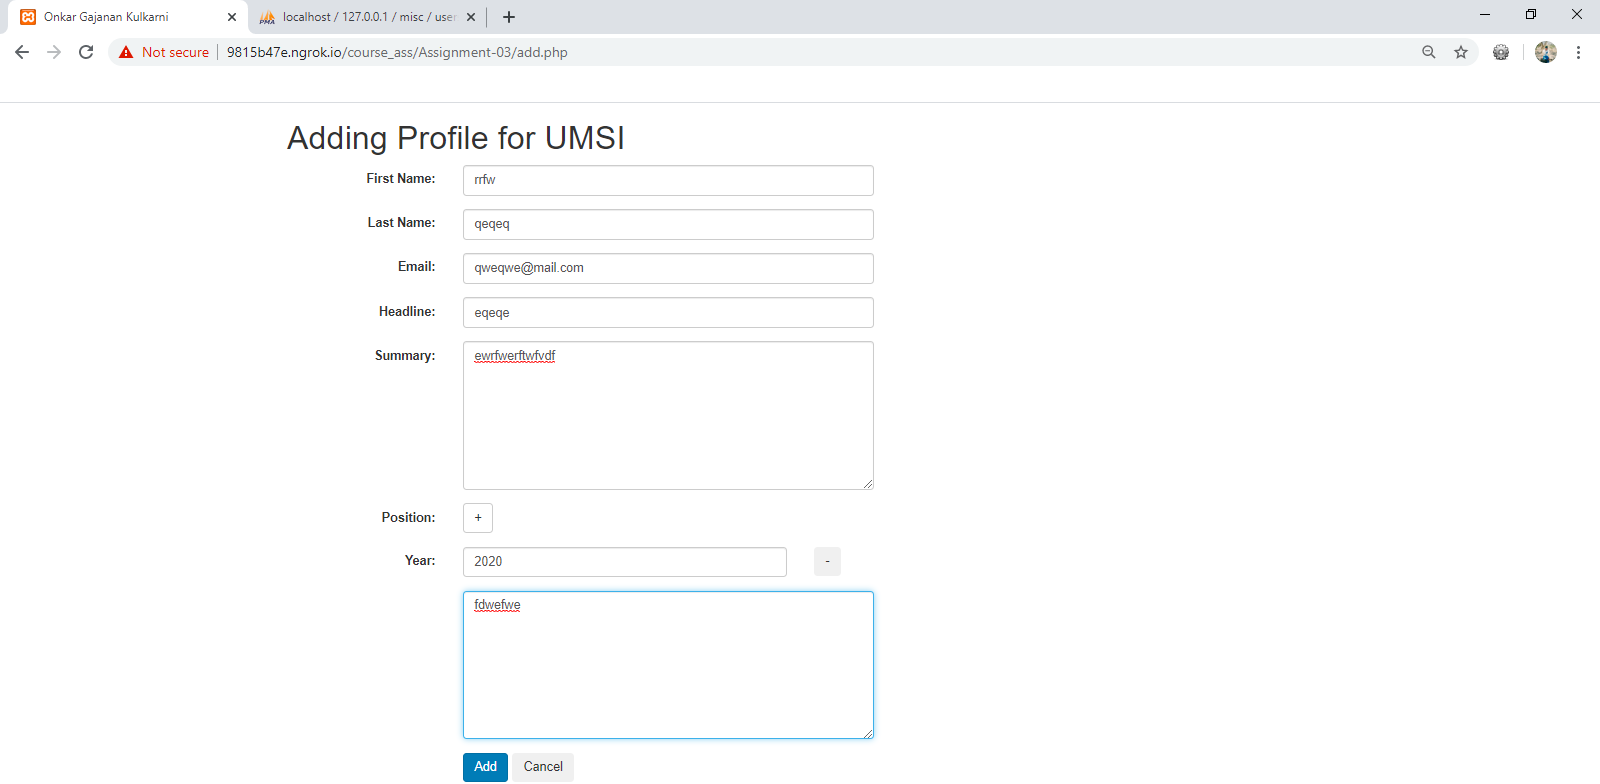 Onkar Gajanan Kulkarni
localhost / 127.0.0.1 / misc / user
Not secure 9815b47e.ngrok.io/course_ass/Assignment-03/add.php
Adding Profile for UMSI
First Name: rrfw
Last Name: qeqeq
Email: qweqwe@mail.com
Headline: eqeqe
Summary: ewrfwerftwfvdf
Position: +
Year: 2020 -
fdwefwe
Add Cancel